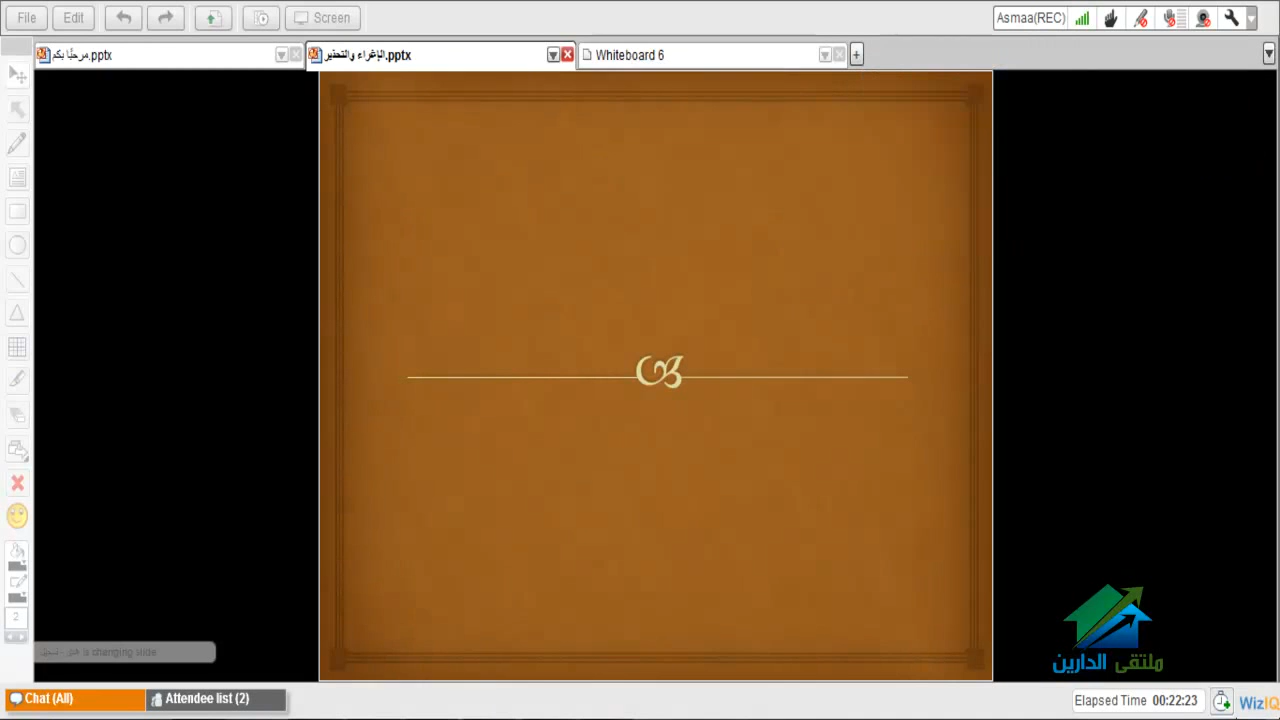 File Edit Screen Asmaa(REC)
مرحبًا بكم.pptx الإغراء والتحذير.pptx Whiteboard 6
2
is changing slide
ملتقى الدارين
Chat (All) Attendee list (2) Elapsed Time 00:22:23 WizIQ